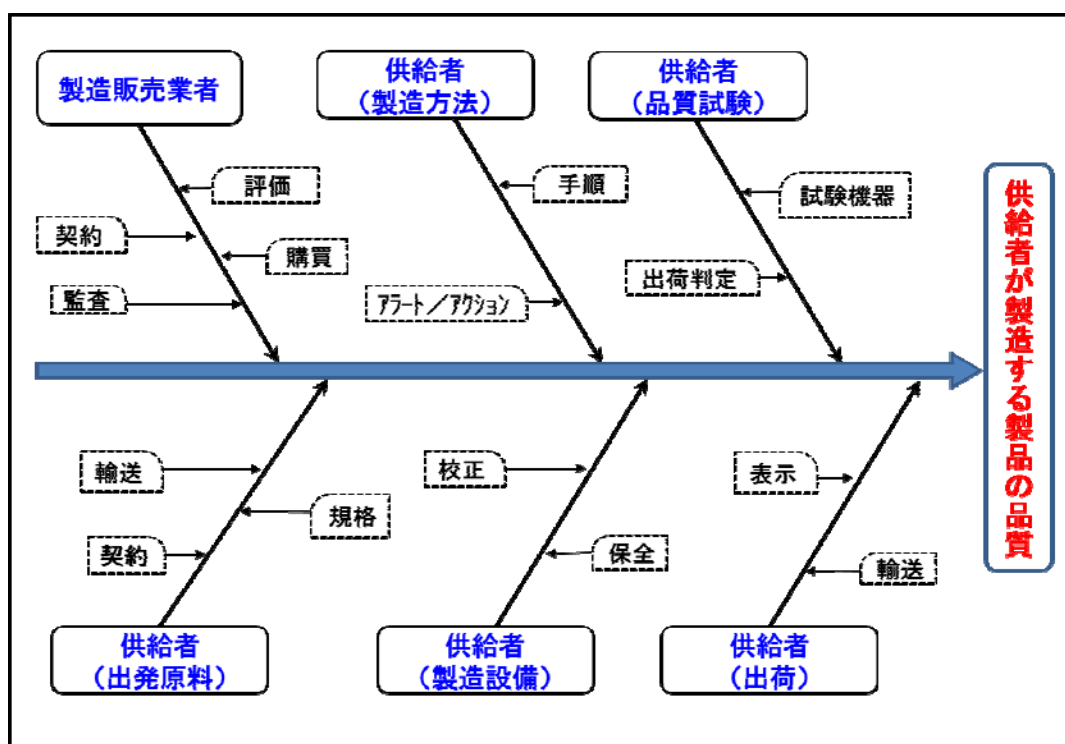 製造販売業者
供給者
（製造方法）
供給者
（品質試験）
評価
契約
購買
監査
手順
ｱﾗｰﾄ／ｱｸｼｮﾝ
試験機器
出荷判定
供給者が製造する製品の品質
輸送
規格
契約
校正
保全
表示
輸送
供給者
（出発原料）
供給者
（製造設備）
供給者
（出荷）